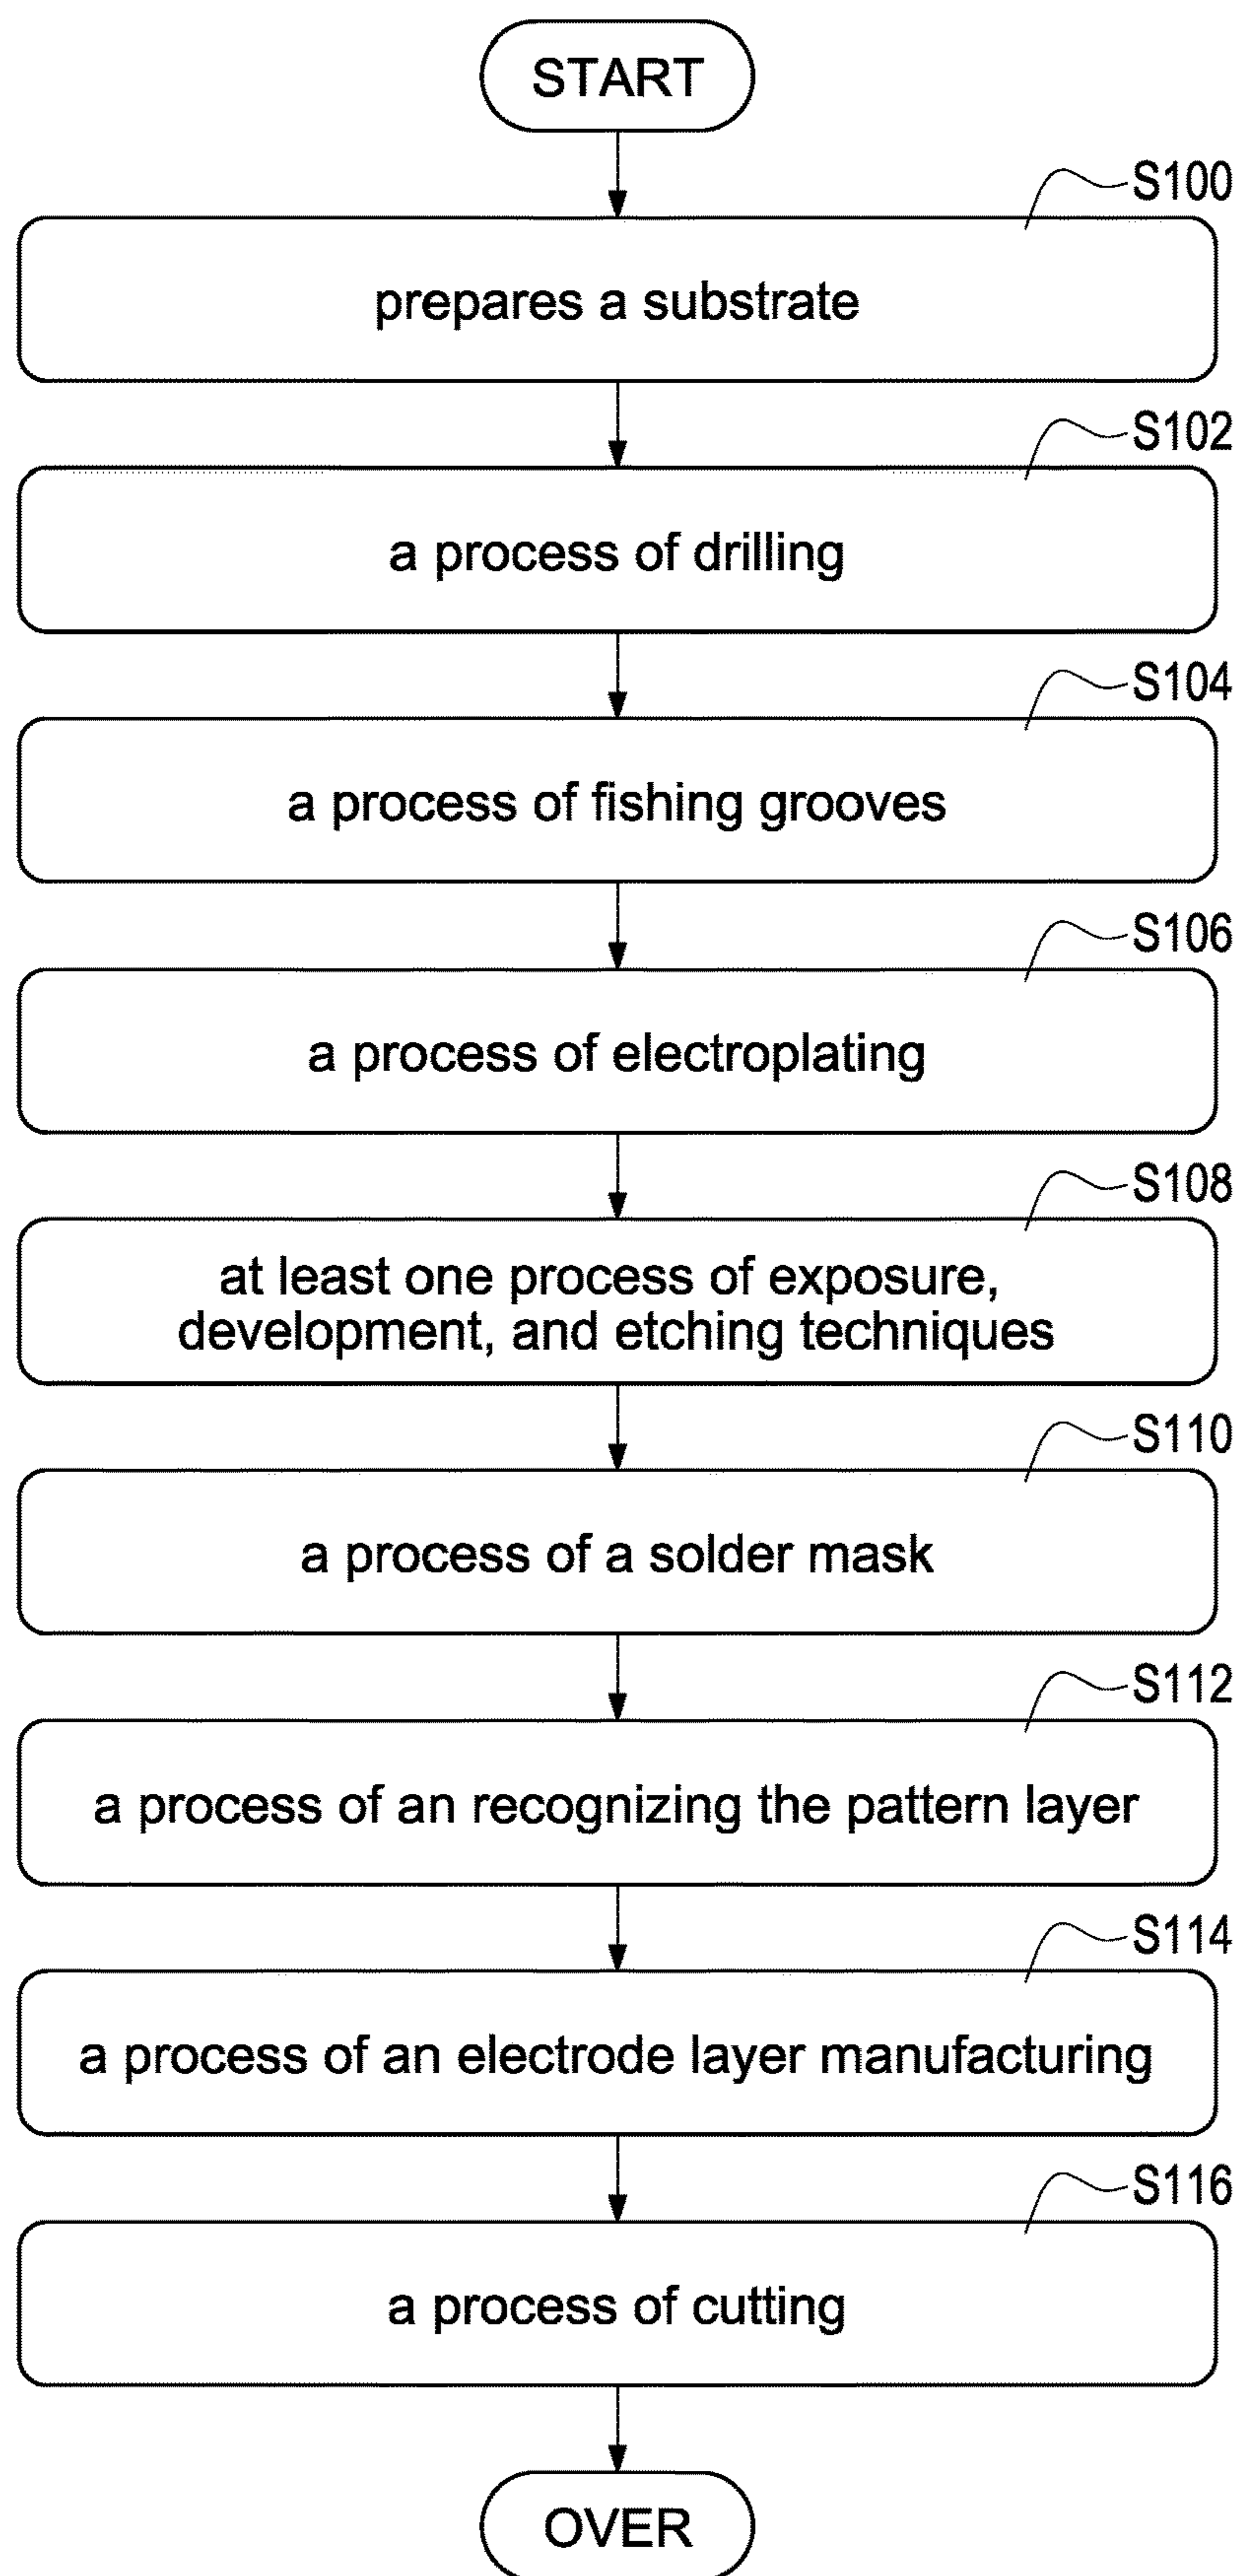 START
S100
prepares a substrate
S102
a process of drilling
S104
a process of fishing grooves
S106
a process of electroplating
S108
at least one process of exposure,
development, and etching techniques
S110
a process of a solder mask
S112
a process of an recognizing the pattern layer
S114
a process of an electrode layer manufacturing
S116
a process of cutting
OVER